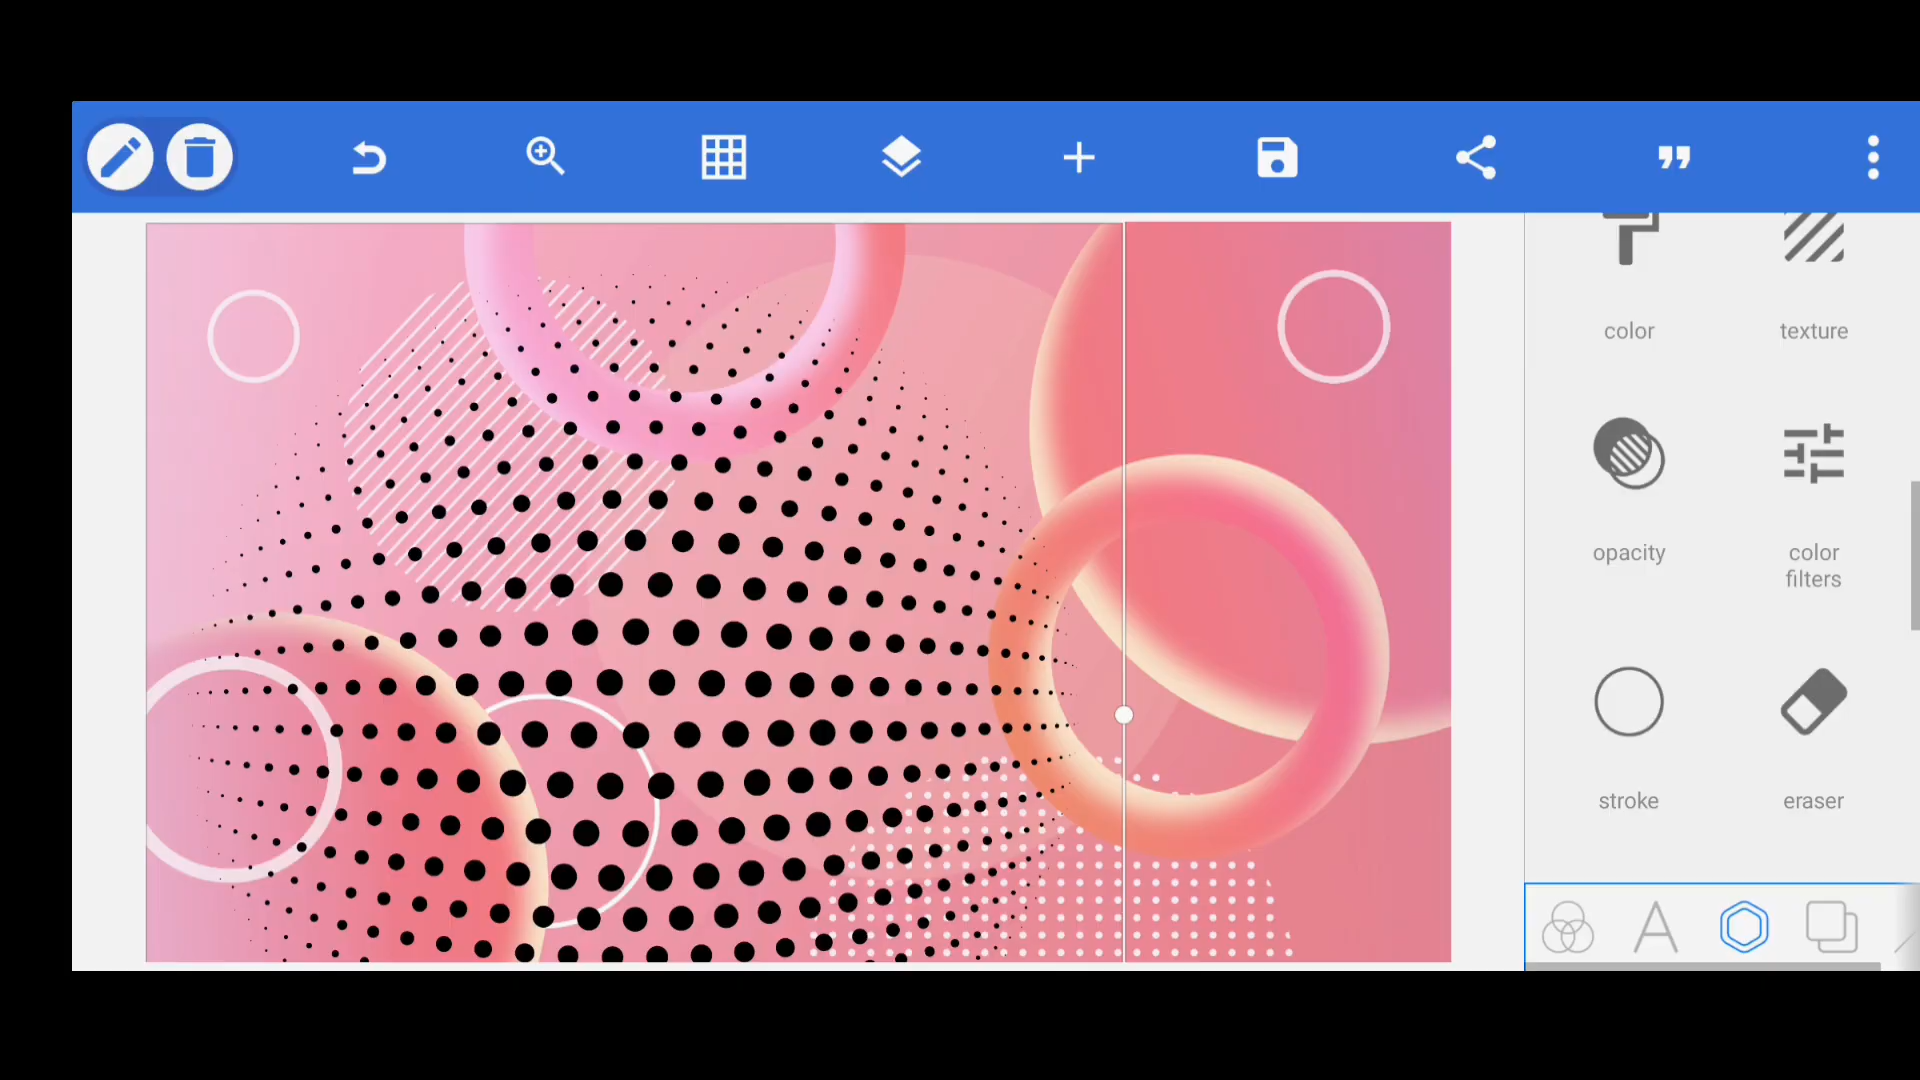 color
texture
opacity
color
filters
stroke
eraser